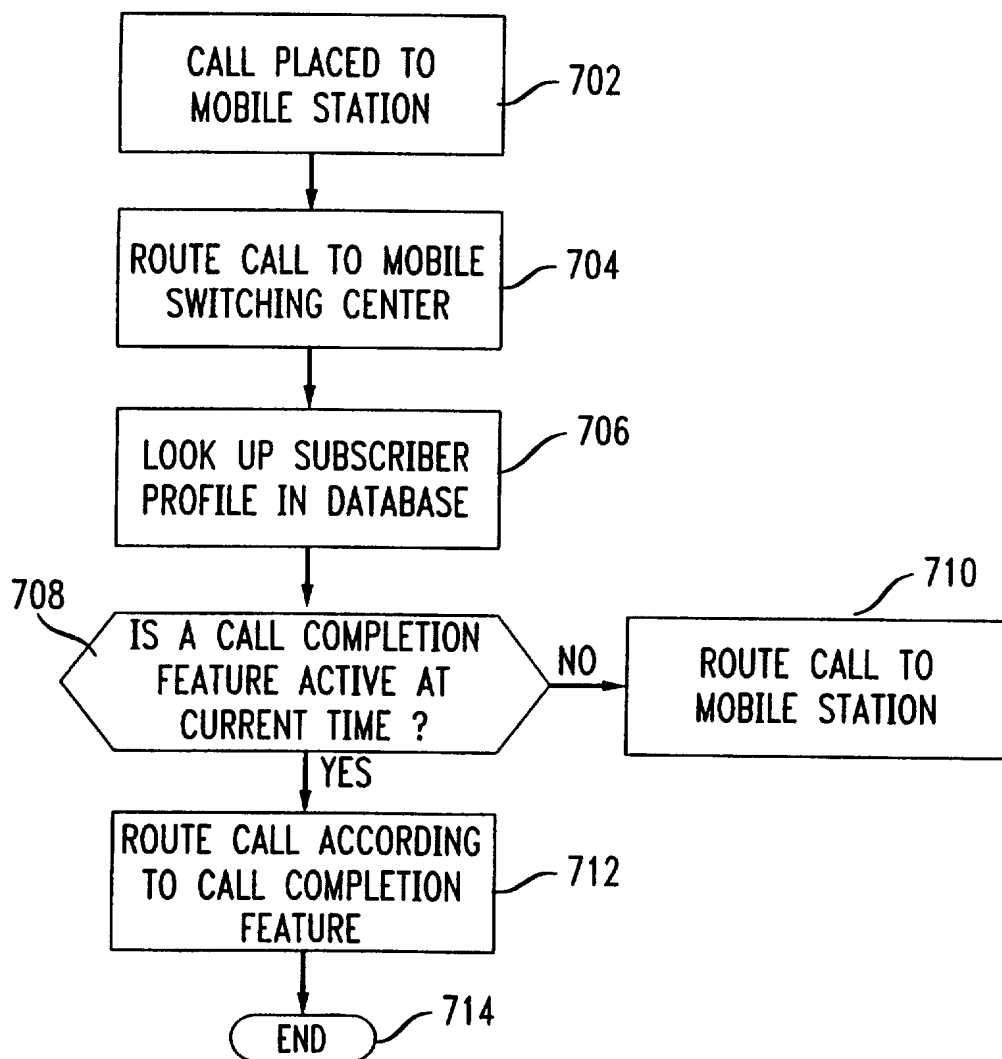 CALL PLACED TO
MOBILE STATION
702
ROUTE CALL TO MOBILE
SWITCHING CENTER
704
LOOK UP SUBSCRIBER
PROFILE IN DATABASE
706
708
IS A CALL COMPLETION
FEATURE ACTIVE AT
CURRENT TIME ?
NO
710
ROUTE CALL TO
MOBILE STATION
YES
ROUTE CALL ACCORDING
TO CALL COMPLETION
FEATURE
712
END
714